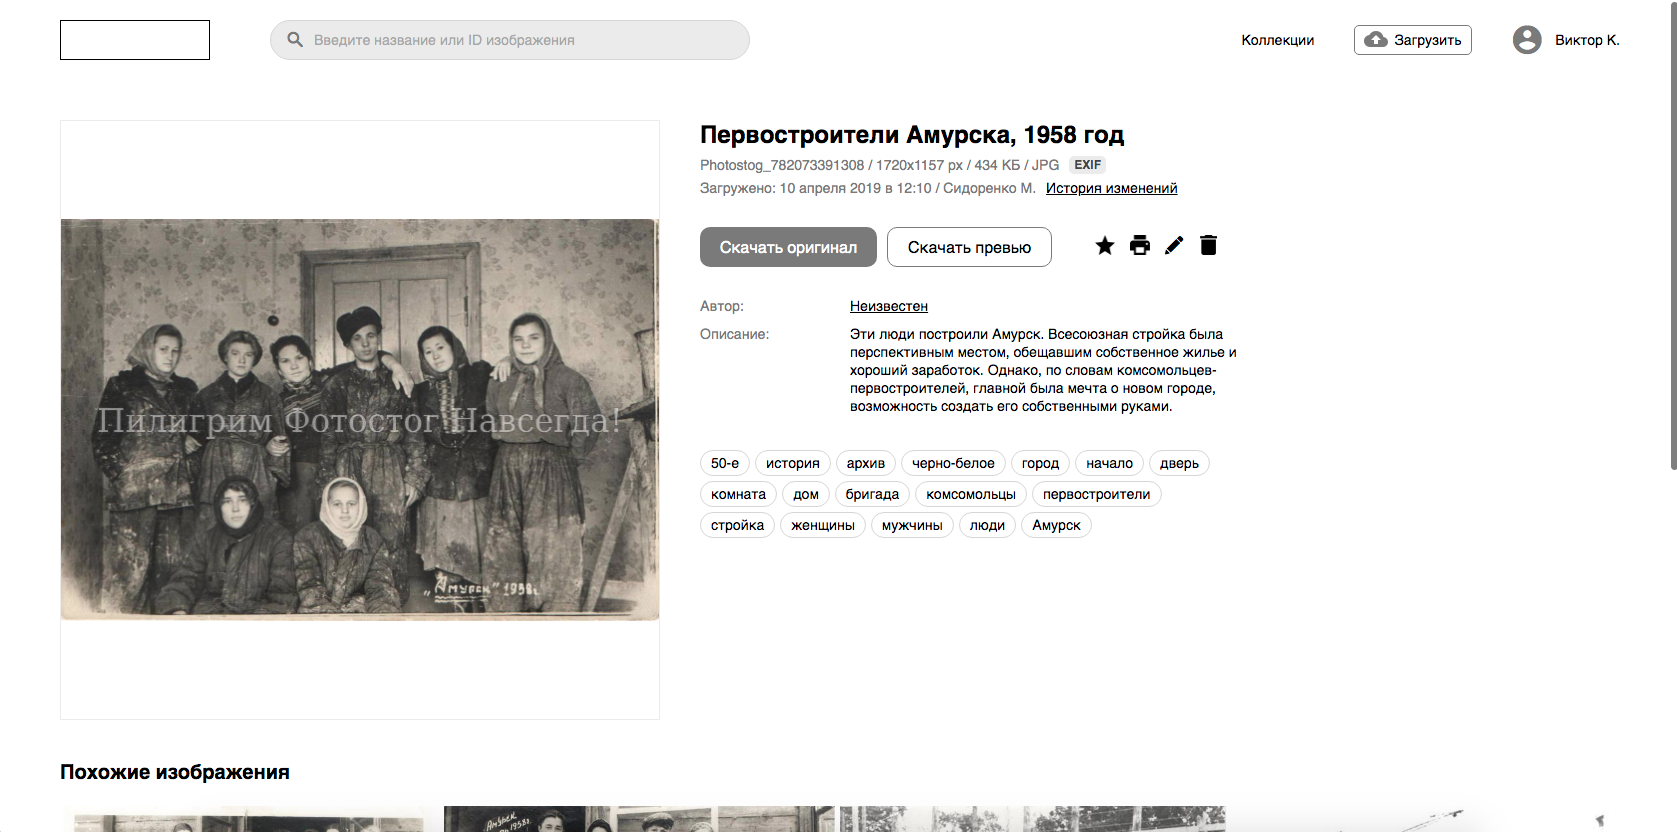 Введите название или ID изображения
Коллекции
Загрузить
Виктор К.
Первостроители Амурска, 1958 год
Photostog_782073391308 / 1720x1157 px / 434 КБ / JPG EXIF
Загружено: 10 апреля 2019 в 12:10 / Сидоренко М. История изменений
Скачать оригинал
Скачать превью
Автор: Неизвестен
Описание: Эти люди построили Амурск. Всесоюзная стройка была
перспективным местом, обещавшим собственное жилье и
хороший заработок. Однако, по словам комсомольцев-
первостроителей, главной была мечта о новом городе,
возможность создать его собственными руками.
50-е история архив черно-белое город начало дверь
комната дом бригада комсомольцы первостроители
стройка женщины мужчины люди Амурск
Пилигрим Фотостог Навсегда!
„Амурск" 1958г.
Похожие изображения
Амурск
1958г.